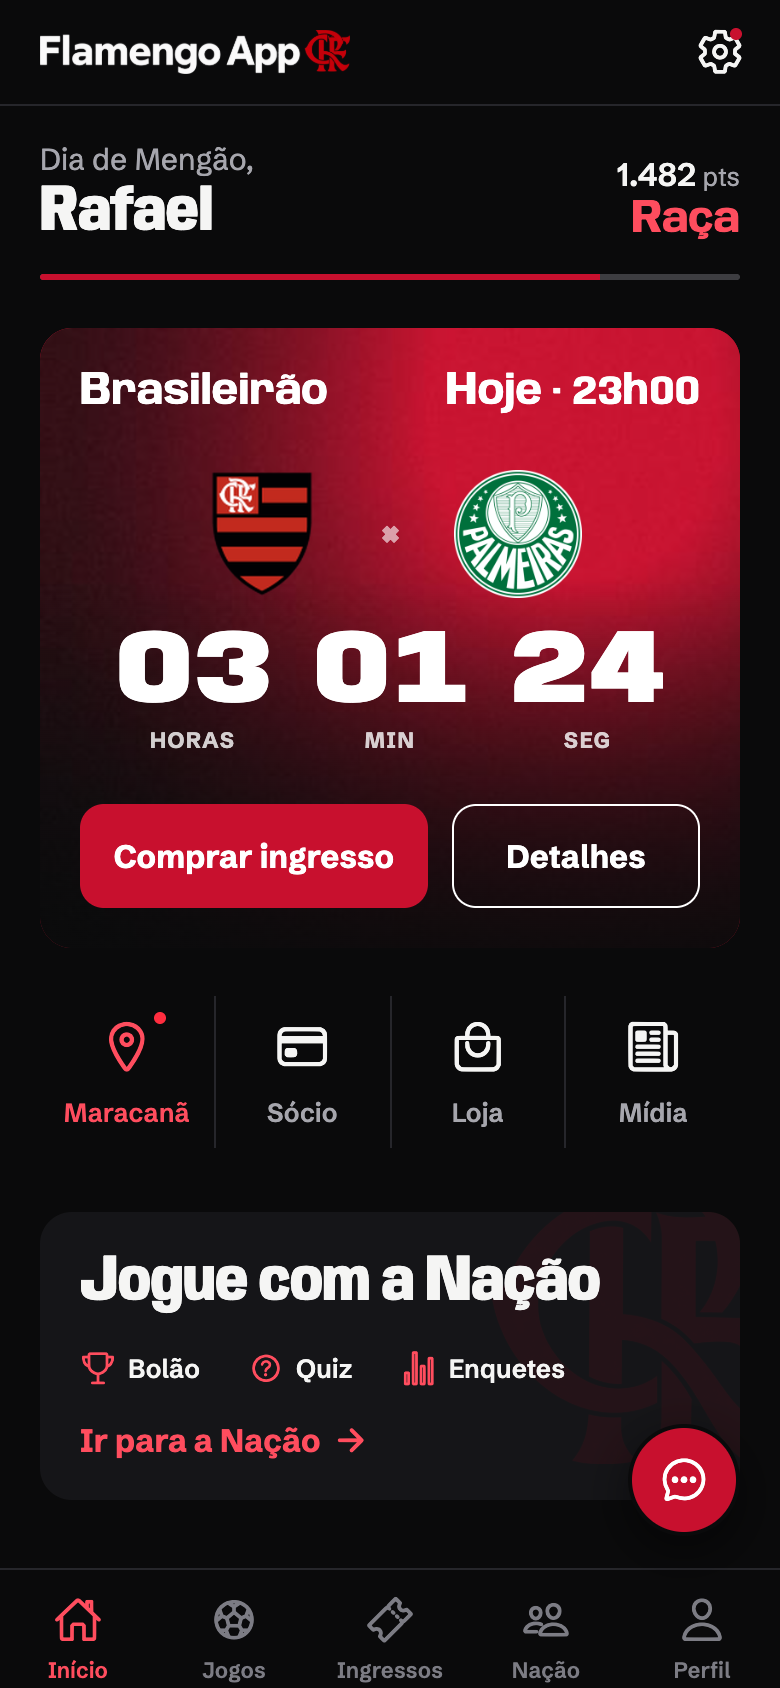 Flamengo App
Dia de Mengão,
Rafael
1.482 pts
Raça
Brasileirão
Hoje · 23h00
PALMEIRAS
03 01 24
HORAS MIN SEG
Comprar ingresso
Detalhes
Maracanã
Sócio
Loja
Mídia
Jogue com a Nação
Bolão
Quiz
Enquetes
Ir para a Nação →
Início
Jogos
Ingressos
Nação
Perfil